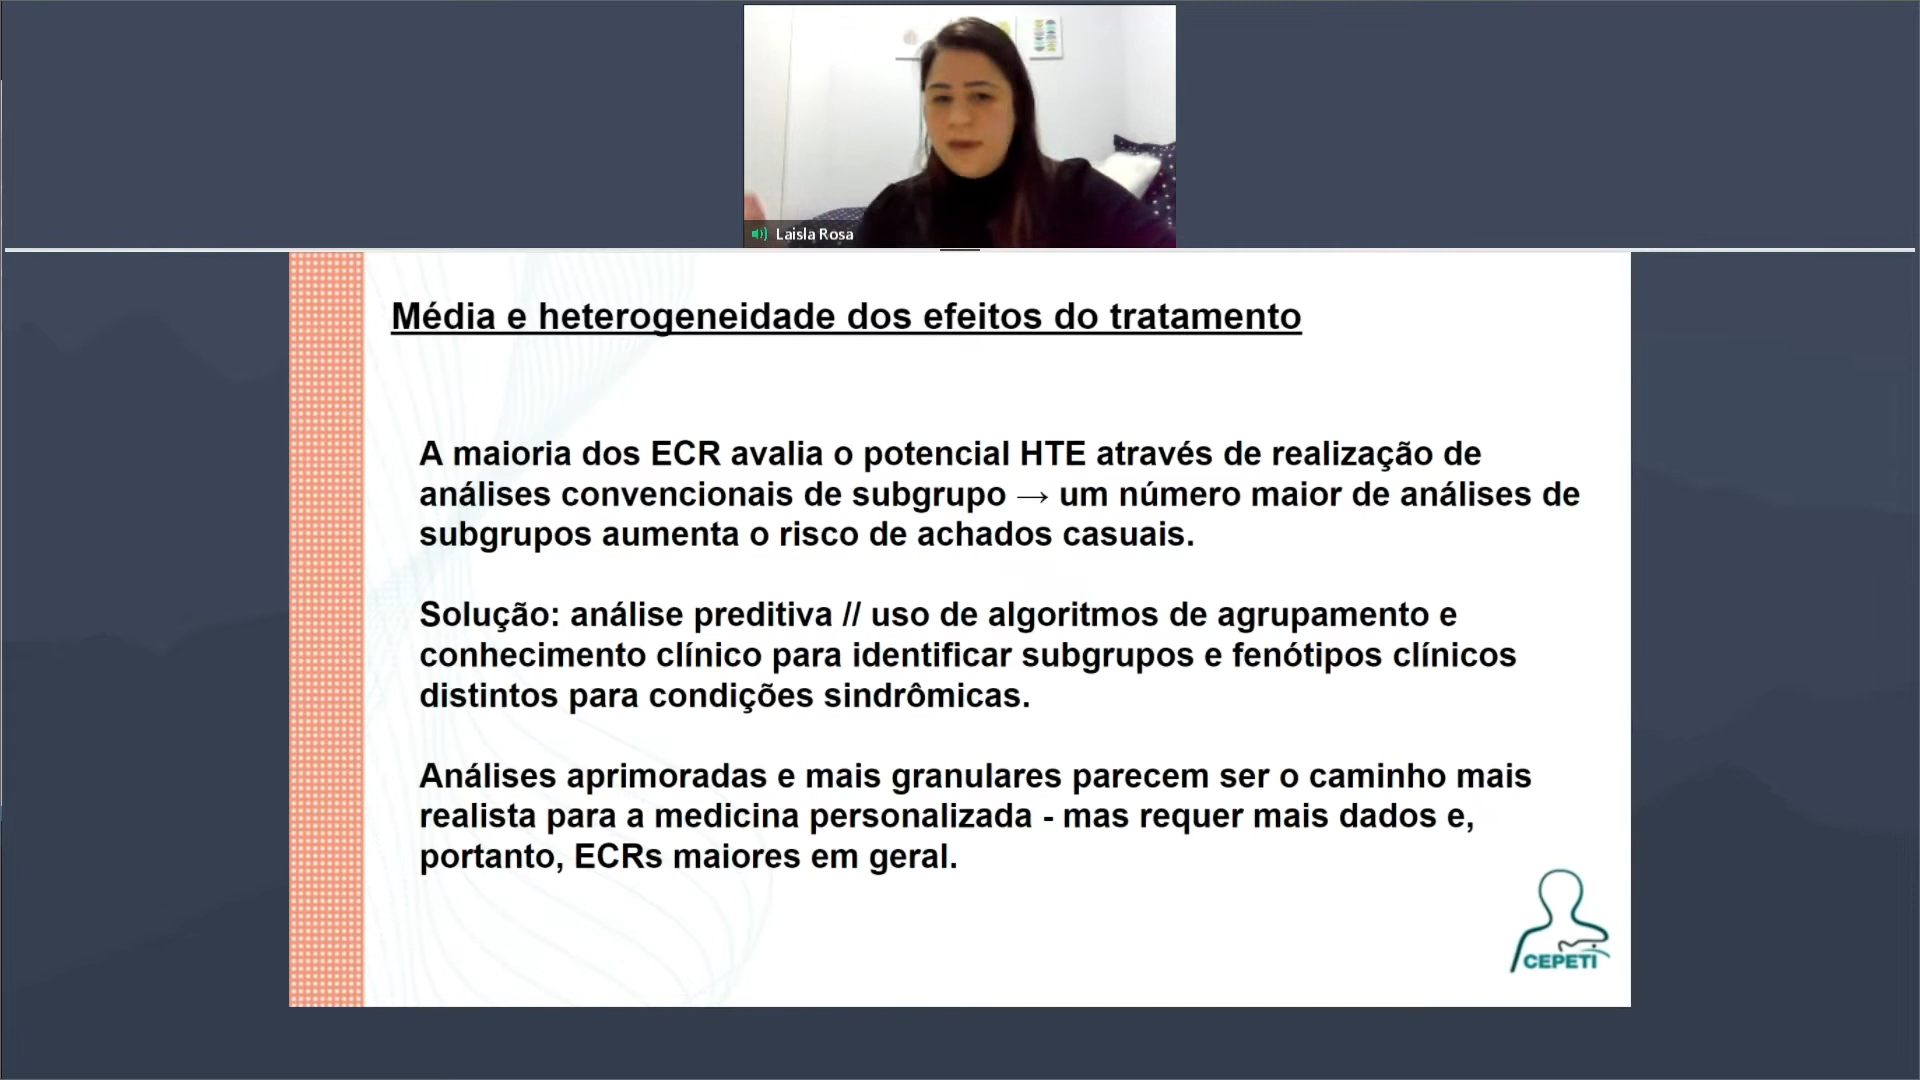 Laisla Rosa
Média e heterogeneidade dos efeitos do tratamento
A maioria dos ECR avalia o potencial HTE através de realização de
análises convencionais de subgrupo → um número maior de análises de
subgrupos aumenta o risco de achados casuais.
Solução: análise preditiva // uso de algoritmos de agrupamento e
conhecimento clínico para identificar subgrupos e fenótipos clínicos
distintos para condições sindrômicas.
Análises aprimoradas e mais granulares parecem ser o caminho mais
realista para a medicina personalizada - mas requer mais dados e,
portanto, ECRs maiores em geral.
CEPETI